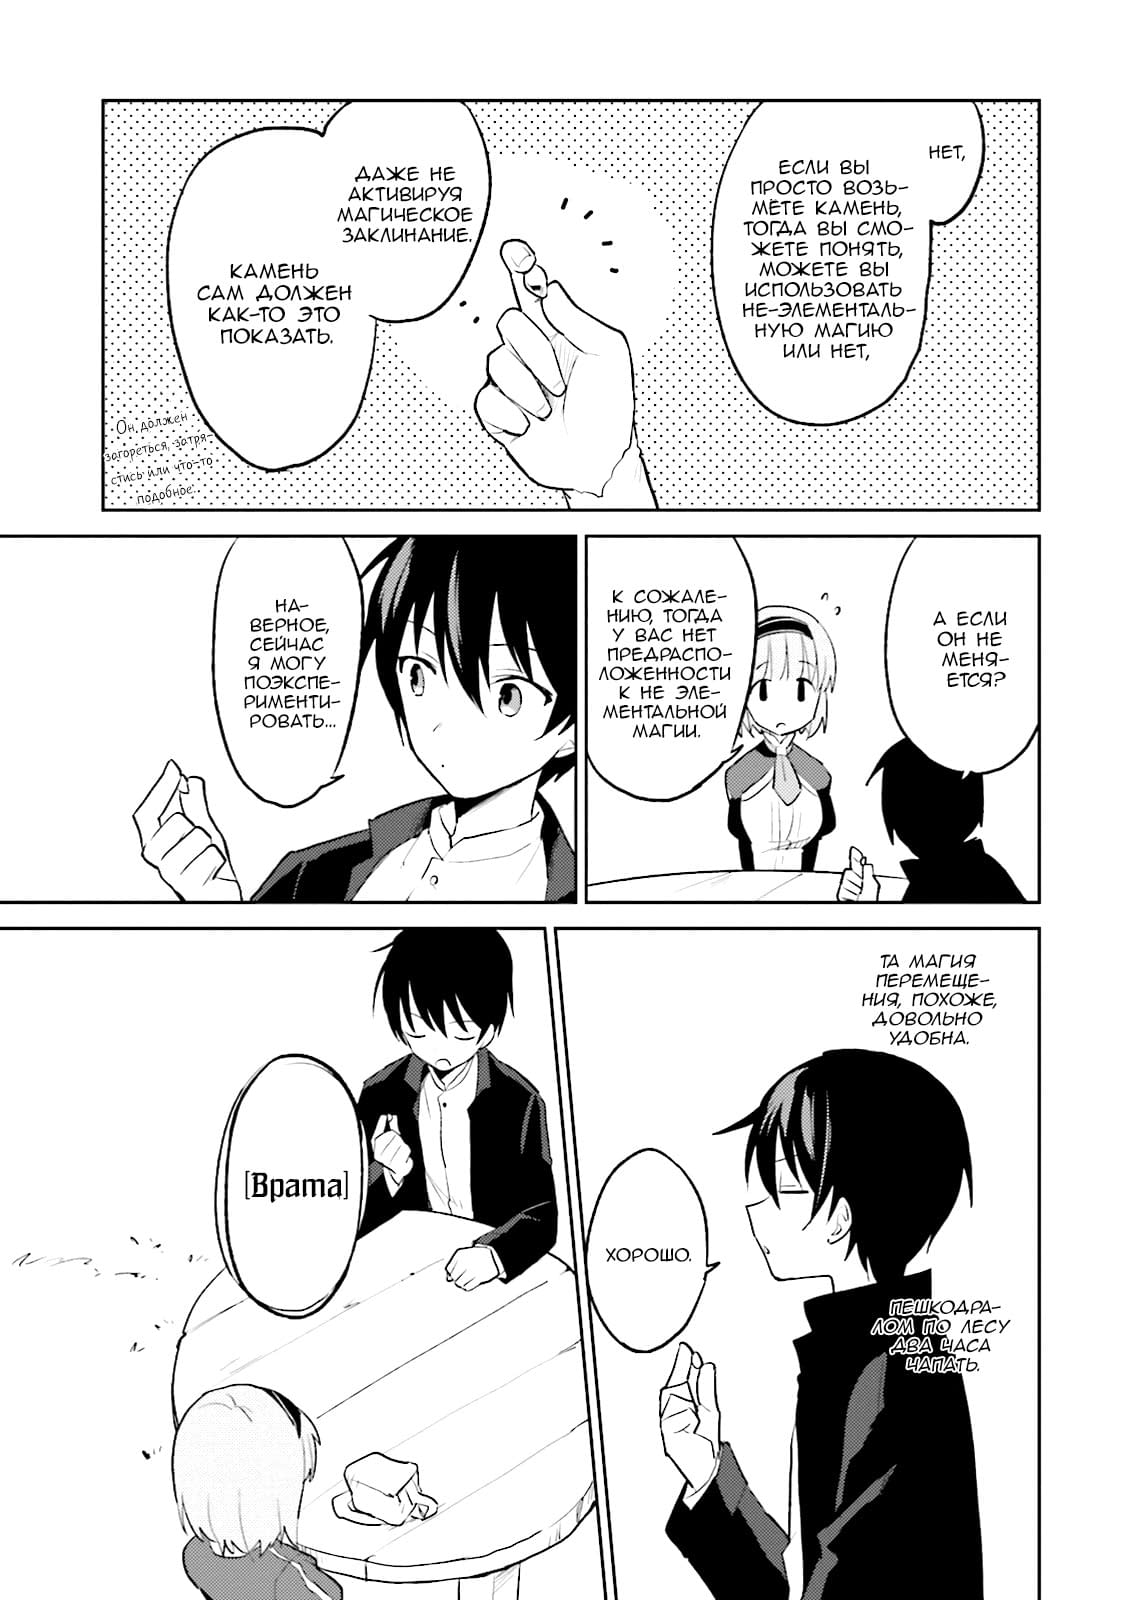 НЕТ,
ЕСЛИ ВЫ
ПРОСТО ВОЗЬ-
МЁТЕ КАМЕНЬ,
ТОГДА ВЫ СМО-
ЖЕТЕ ПОНЯТЬ,
МОЖЕТЕ ВЫ
ИСПОЛЬЗОВАТЬ
НЕ-ЭЛЕМЕНТАЛЬ-
НУЮ МАГИЮ
ИЛИ НЕТ,
ДАЖЕ НЕ
АКТИВИРУЯ
МАГИЧЕСКОЕ
ЗАКЛИНАНИЕ.
КАМЕНЬ
САМ ДОЛЖЕН
КАК-ТО ЭТО
ПОКАЗАТЬ.
Он должен
загореться, затря-
стись или что-то
подобное.
А ЕСЛИ
ОН НЕ
МЕНЯ-
ЕТСЯ?
К СОЖАЛЕ-
НИЮ, ТОГДА
У ВАС НЕТ
ПРЕДРАСПО-
ЛОЖЕННОСТИ
К НЕ ЭЛЕ-
МЕНТАЛЬНОЙ
МАГИИ.
НА-
ВЕРНОЕ,
СЕЙЧАС
Я МОГУ
ПОЭКСПЕ-
РИМЕНТИ-
РОВАТЬ...
ТА МАГИЯ
ПЕРЕМЕЩЕ-
НИЯ, ПОХОЖЕ,
ДОВОЛЬНО
УДОБНА.
ХОРОШО.
ПЕШКОДРА-
ЛОМ ПО ЛЕСУ
ДВА ЧАСА
ЧАПАТЬ.
[Врата]